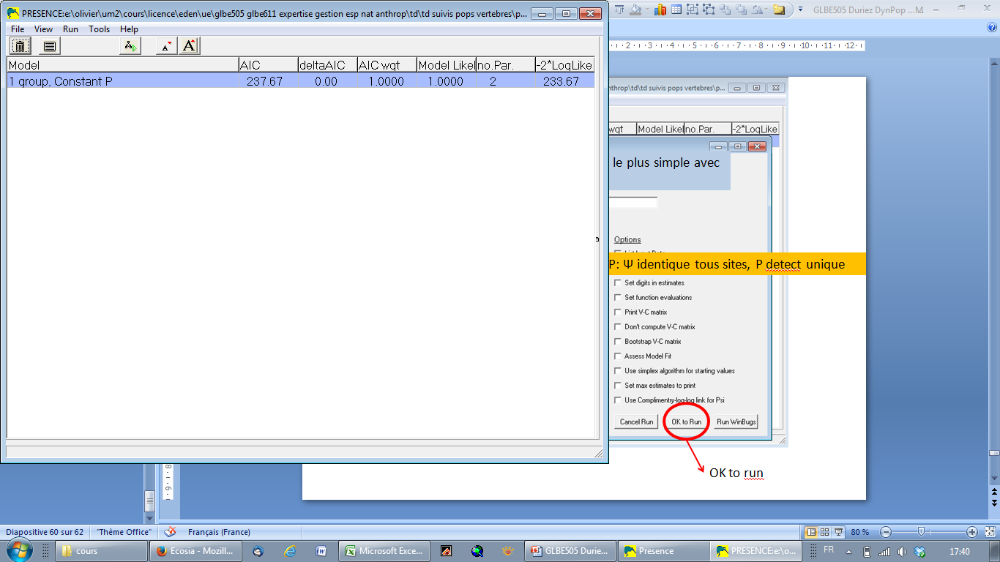 PRESENCE:e:\olivier\um2\cours\licence\eden\ue\glbe505 glbe611 expertise gestion esp nat anthrop\td\td suivis pops vertebres\p...
GLBE505 Duriez DynPop ...
File View Run Tools Help
Model AIC deltaAIC AIC wgt Model Likel no.Par. -2*LogLike
1 group, Constant P 237.67 0.00 1.0000 1.0000 2 233.67
2 3 4 5 6 7 8 9 10 11 12
anthrop\td\td suivis pops vertebres\p...
wgt Model Likel no.Par. -2*LogLike
le plus simple avec
Options
P: Ψ identique tous sites, P detect unique
Set digits in estimates
Set function evaluations
Print V-C matrix
Don't compute V-C matrix
Bootstrap V-C matrix
Assess Model Fit
Use simplex algorithm for starting values
Set max estimates to print
Use Complimentry-log-log link for Psi
Cancel Run OK to Run Run WinBugs
OK to run
8 9
Diapositive 60 sur 62 "Thème Office" Français (France) 80 %
cours Ecosia - Mozill... Microsoft Exce... GLBE505 Durie... Presence PRESENCE:e:\o... FR 17:40